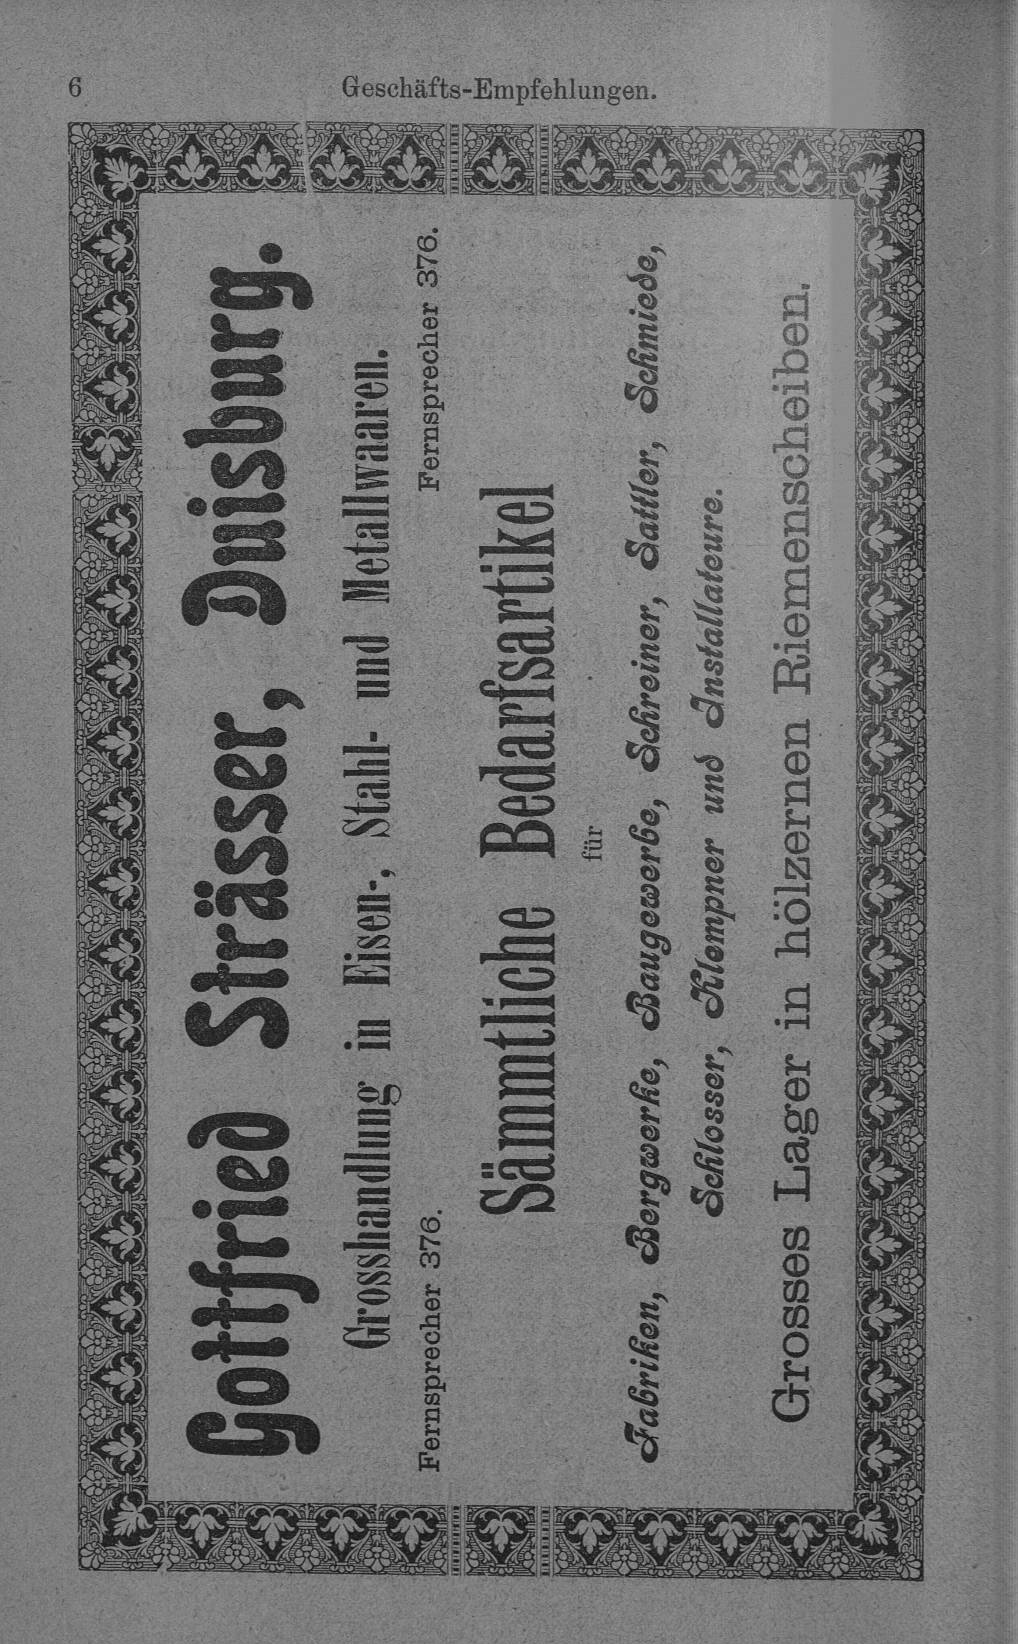 6
Geschäfts-Empfehlungen.
Gottfried Strässer, Duisburg.
Grosshandlung in Eisen-, Stahl- und Metallwaaren.
Fernsprecher 376. Fernsprecher 376.
Sämmtliche Bedarfsartikel
für
Fabriken, Bergwerke, Baugewerbe, Schreiner, Sattler, Schmiede,
Schlosser, Klempner und Installateure.
Grosses Lager in hölzernen Riemenscheiben.